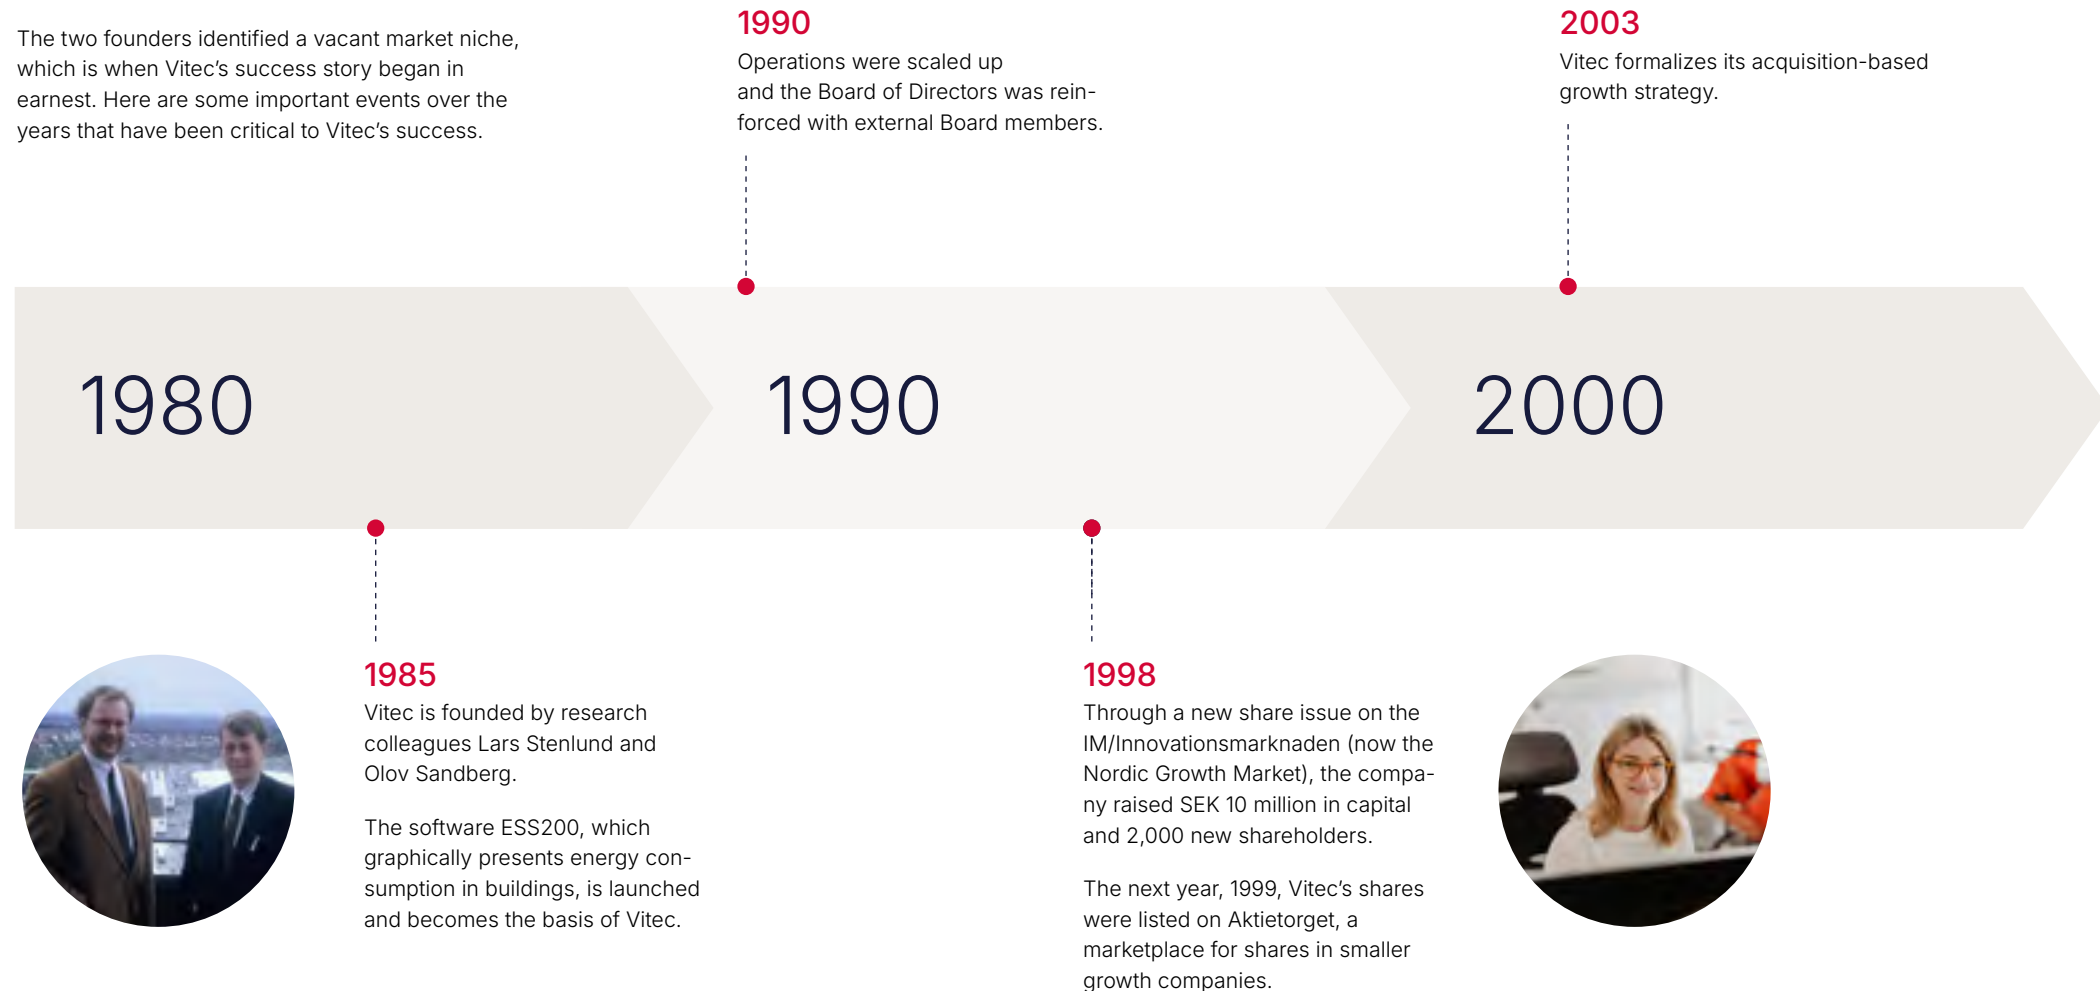 The two founders identified a vacant market niche,
which is when Vitec’s success story began in
earnest. Here are some important events over the
years that have been critical to Vitec’s success.
1990
Operations were scaled up
and the Board of Directors was rein-
forced with external Board members.
2003
Vitec formalizes its acquisition-based
growth strategy.
1980
1990
2000
1985
Vitec is founded by research
colleagues Lars Stenlund and
Olov Sandberg.
The software ESS200, which
graphically presents energy con-
sumption in buildings, is launched
and becomes the basis of Vitec.
1998
Through a new share issue on the
IM/Innovationsmarknaden (now the
Nordic Growth Market), the compa-
ny raised SEK 10 million in capital
and 2,000 new shareholders.
The next year, 1999, Vitec’s shares
were listed on Aktietorget, a
marketplace for shares in smaller
growth companies.